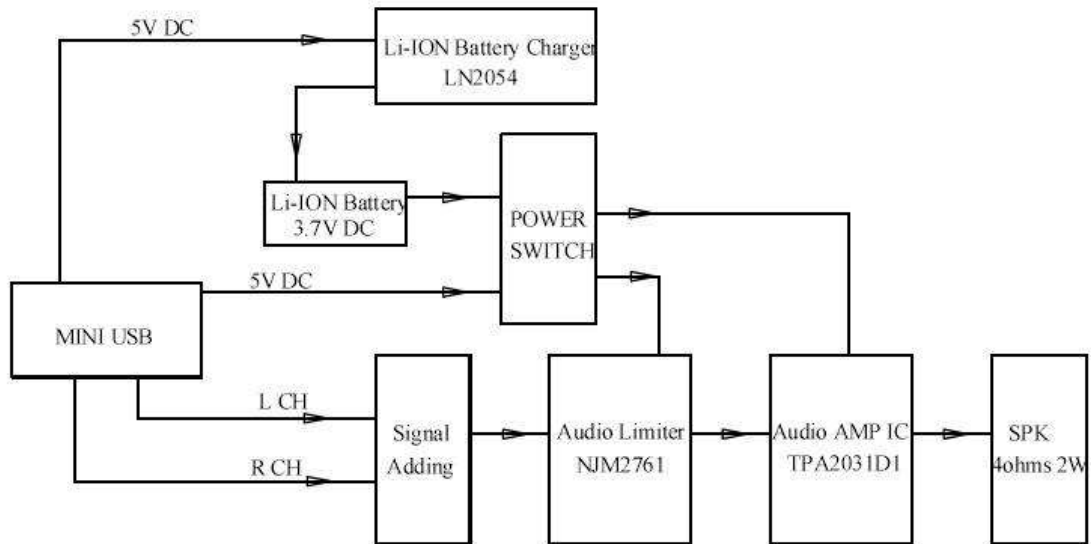 5V DC
Li-ION Battery Charger
LN2054
Li-ION Battery
3.7V DC
POWER
SWITCH
5V DC
MINI USB
L CH
R CH
Signal
Adding
Audio Limiter
NJM2761
Audio AMP IC
TPA2031D1
SPK
4ohms 2W